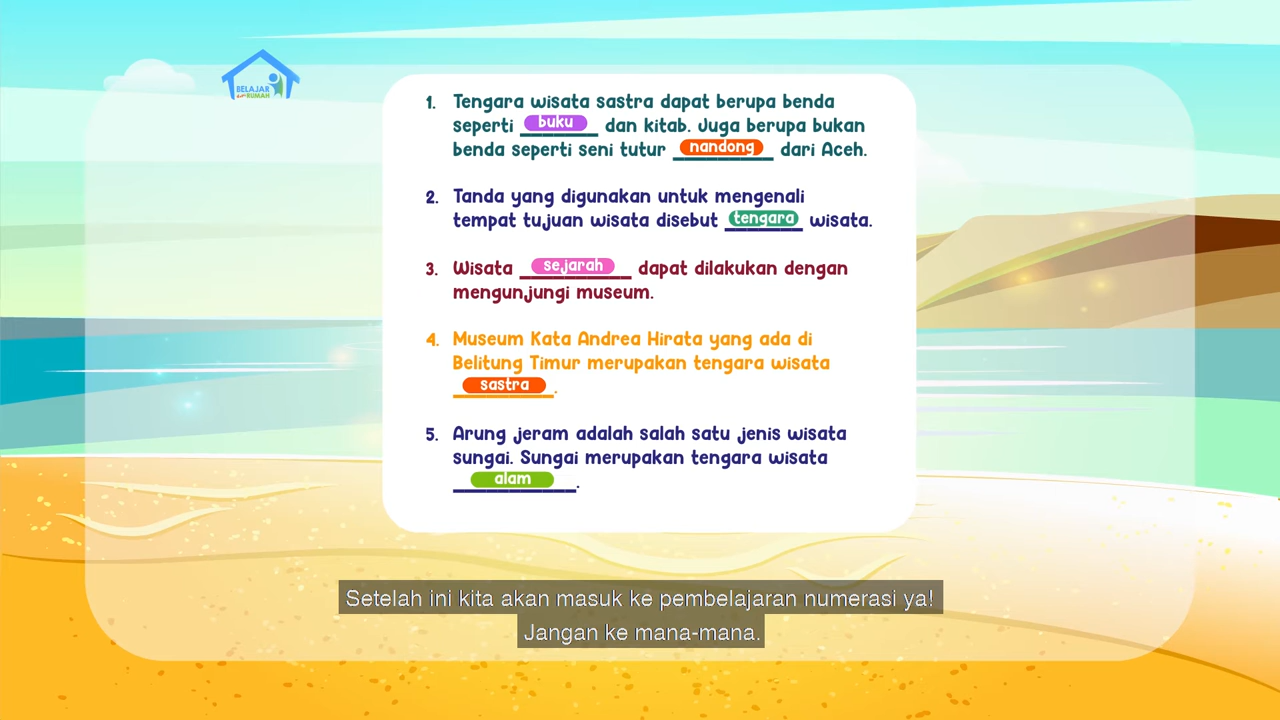 BELAJAR
dari RUMAH
1. Tengara wisata sastra dapat berupa benda
seperti buku dan kitab. Juga berupa bukan
benda seperti seni tutur nandong dari Aceh.
2. Tanda yang digunakan untuk mengenali
tempat tujuan wisata disebut tengara wisata.
3. Wisata sejarah dapat dilakukan dengan
mengunjungi museum.
4. Museum Kata Andrea Hirata yang ada di
Belitung Timur merupakan tengara wisata
sastra.
5. Arung jeram adalah salah satu jenis wisata
sungai. Sungai merupakan tengara wisata
alam.
Setelah ini kita akan masuk ke pembelajaran numerasi ya!
Jangan ke mana-mana.